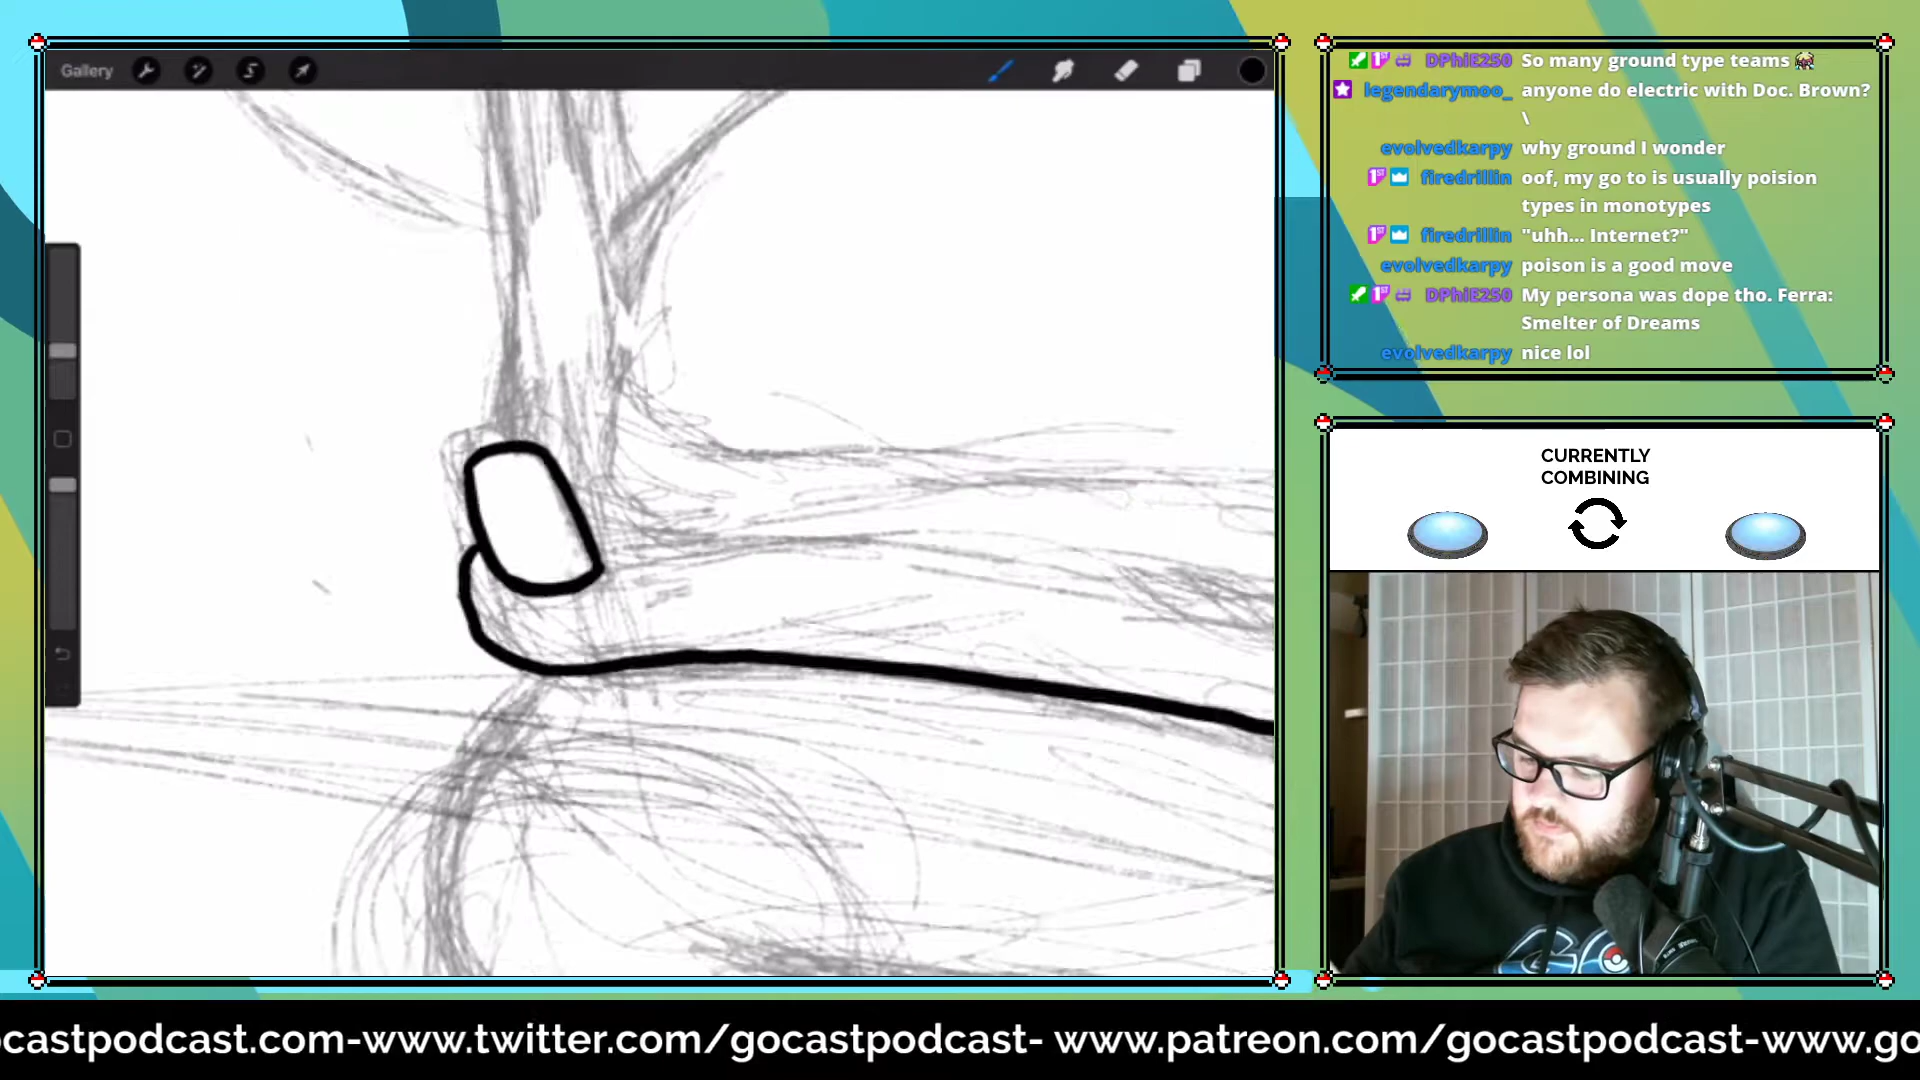 Gallery
DPhiE250 So many ground type teams
legendarymoo_ anyone do electric with Doc. Brown?
\
evolvedkarpy why ground I wonder
firedrillin oof, my go to is usually poision
types in monotypes
firedrillin "uhh... Internet?"
evolvedkarpy poison is a good move
DPhiE250 My persona was dope tho. Ferra:
Smelter of Dreams
evolvedkarpy nice lol
CURRENTLY
COMBINING
GO
ocastpodcast.com-www.twitter.com/gocastpodcast- www.patreon.com/gocastpodcast-www.go